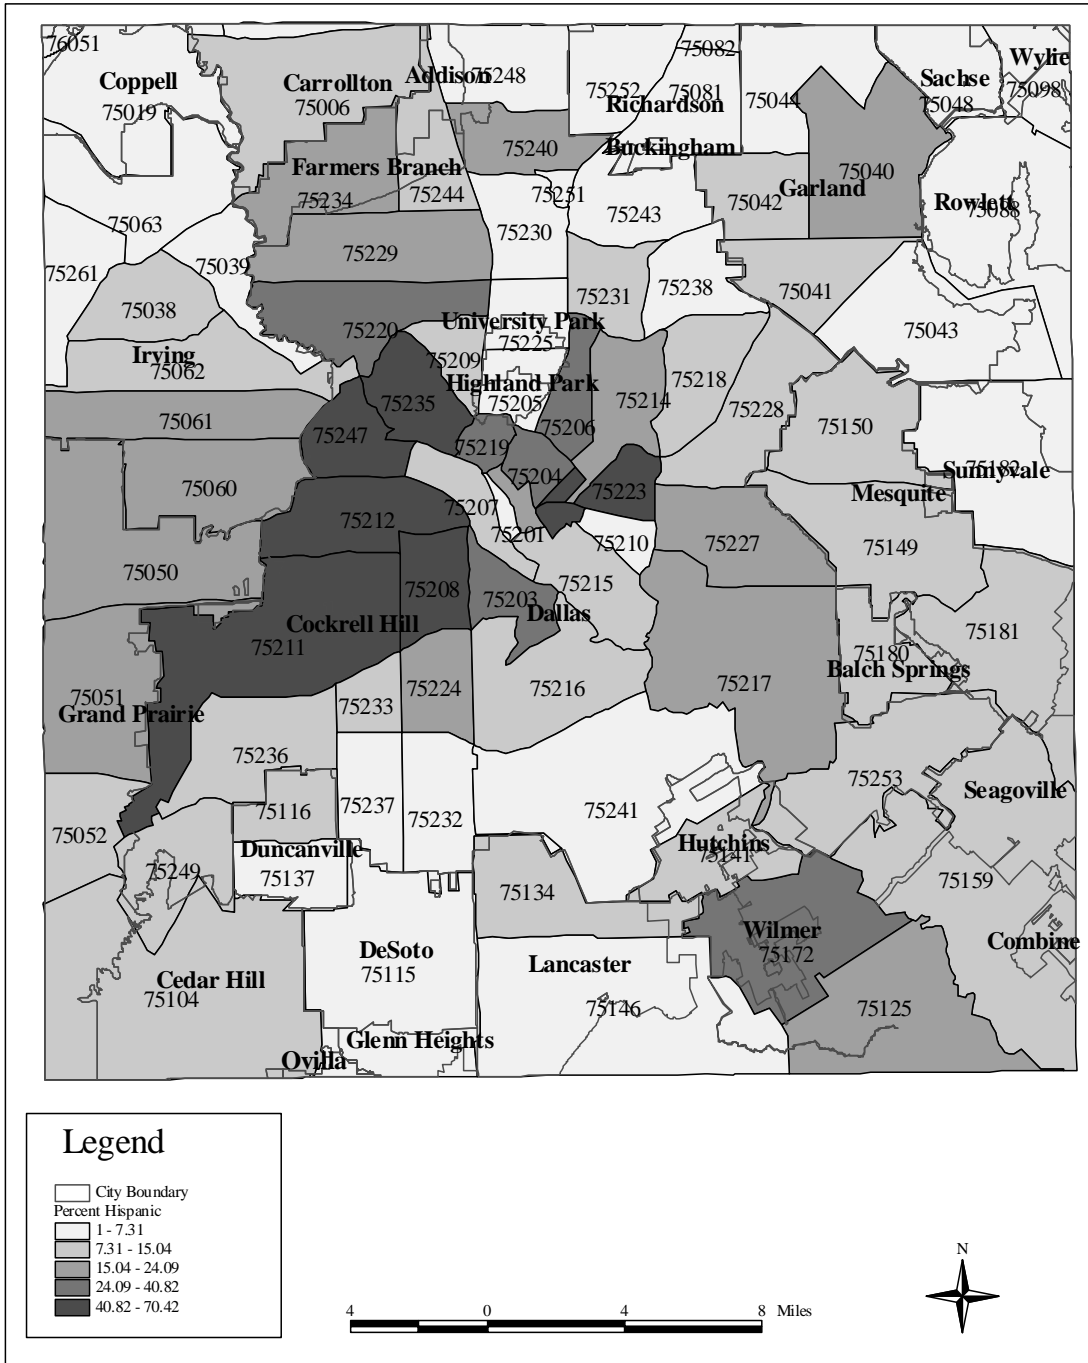 76051
Coppell
75019
Carrollton
75006
Addison
75248
75252
75082
75081
Richardson
75044
Sachse
75048
Wylie
75098
Buckingham
75240
Farmers Branch
75234
75244
75251
75243
75042
Garland
75040
Rowlett
75088
75063
75230
75229
75261
75039
75038
75231
75238
75041
75043
75220
University Park
75225
Irving
75062
75209
Highland Park
75205
75235
75218
75214
75228
75061
75247
75219
75206
75150
75204
75060
75223
Sunnyvale
75182
Mesquite
75207
75212
75201
75210
75227
75149
75050
75208
75203
75215
Dallas
Cockrell Hill
75211
75181
75180
Balch Springs
75051
Grand Prairie
75233
75224
75216
75217
75236
75253
Seagoville
75116
75237
75232
75241
75052
Duncanville
75249
75137
Hutchins
75141
75134
75159
Wilmer
75172
Combine
DeSoto
75115
Lancaster
Cedar Hill
75104
75146
75125
Glenn Heights
Ovilla
Legend
City Boundary
Percent Hispanic
1 - 7.31
7.31 - 15.04
15.04 - 24.09
24.09 - 40.82
40.82 - 70.42
4 0 4 8 Miles
N